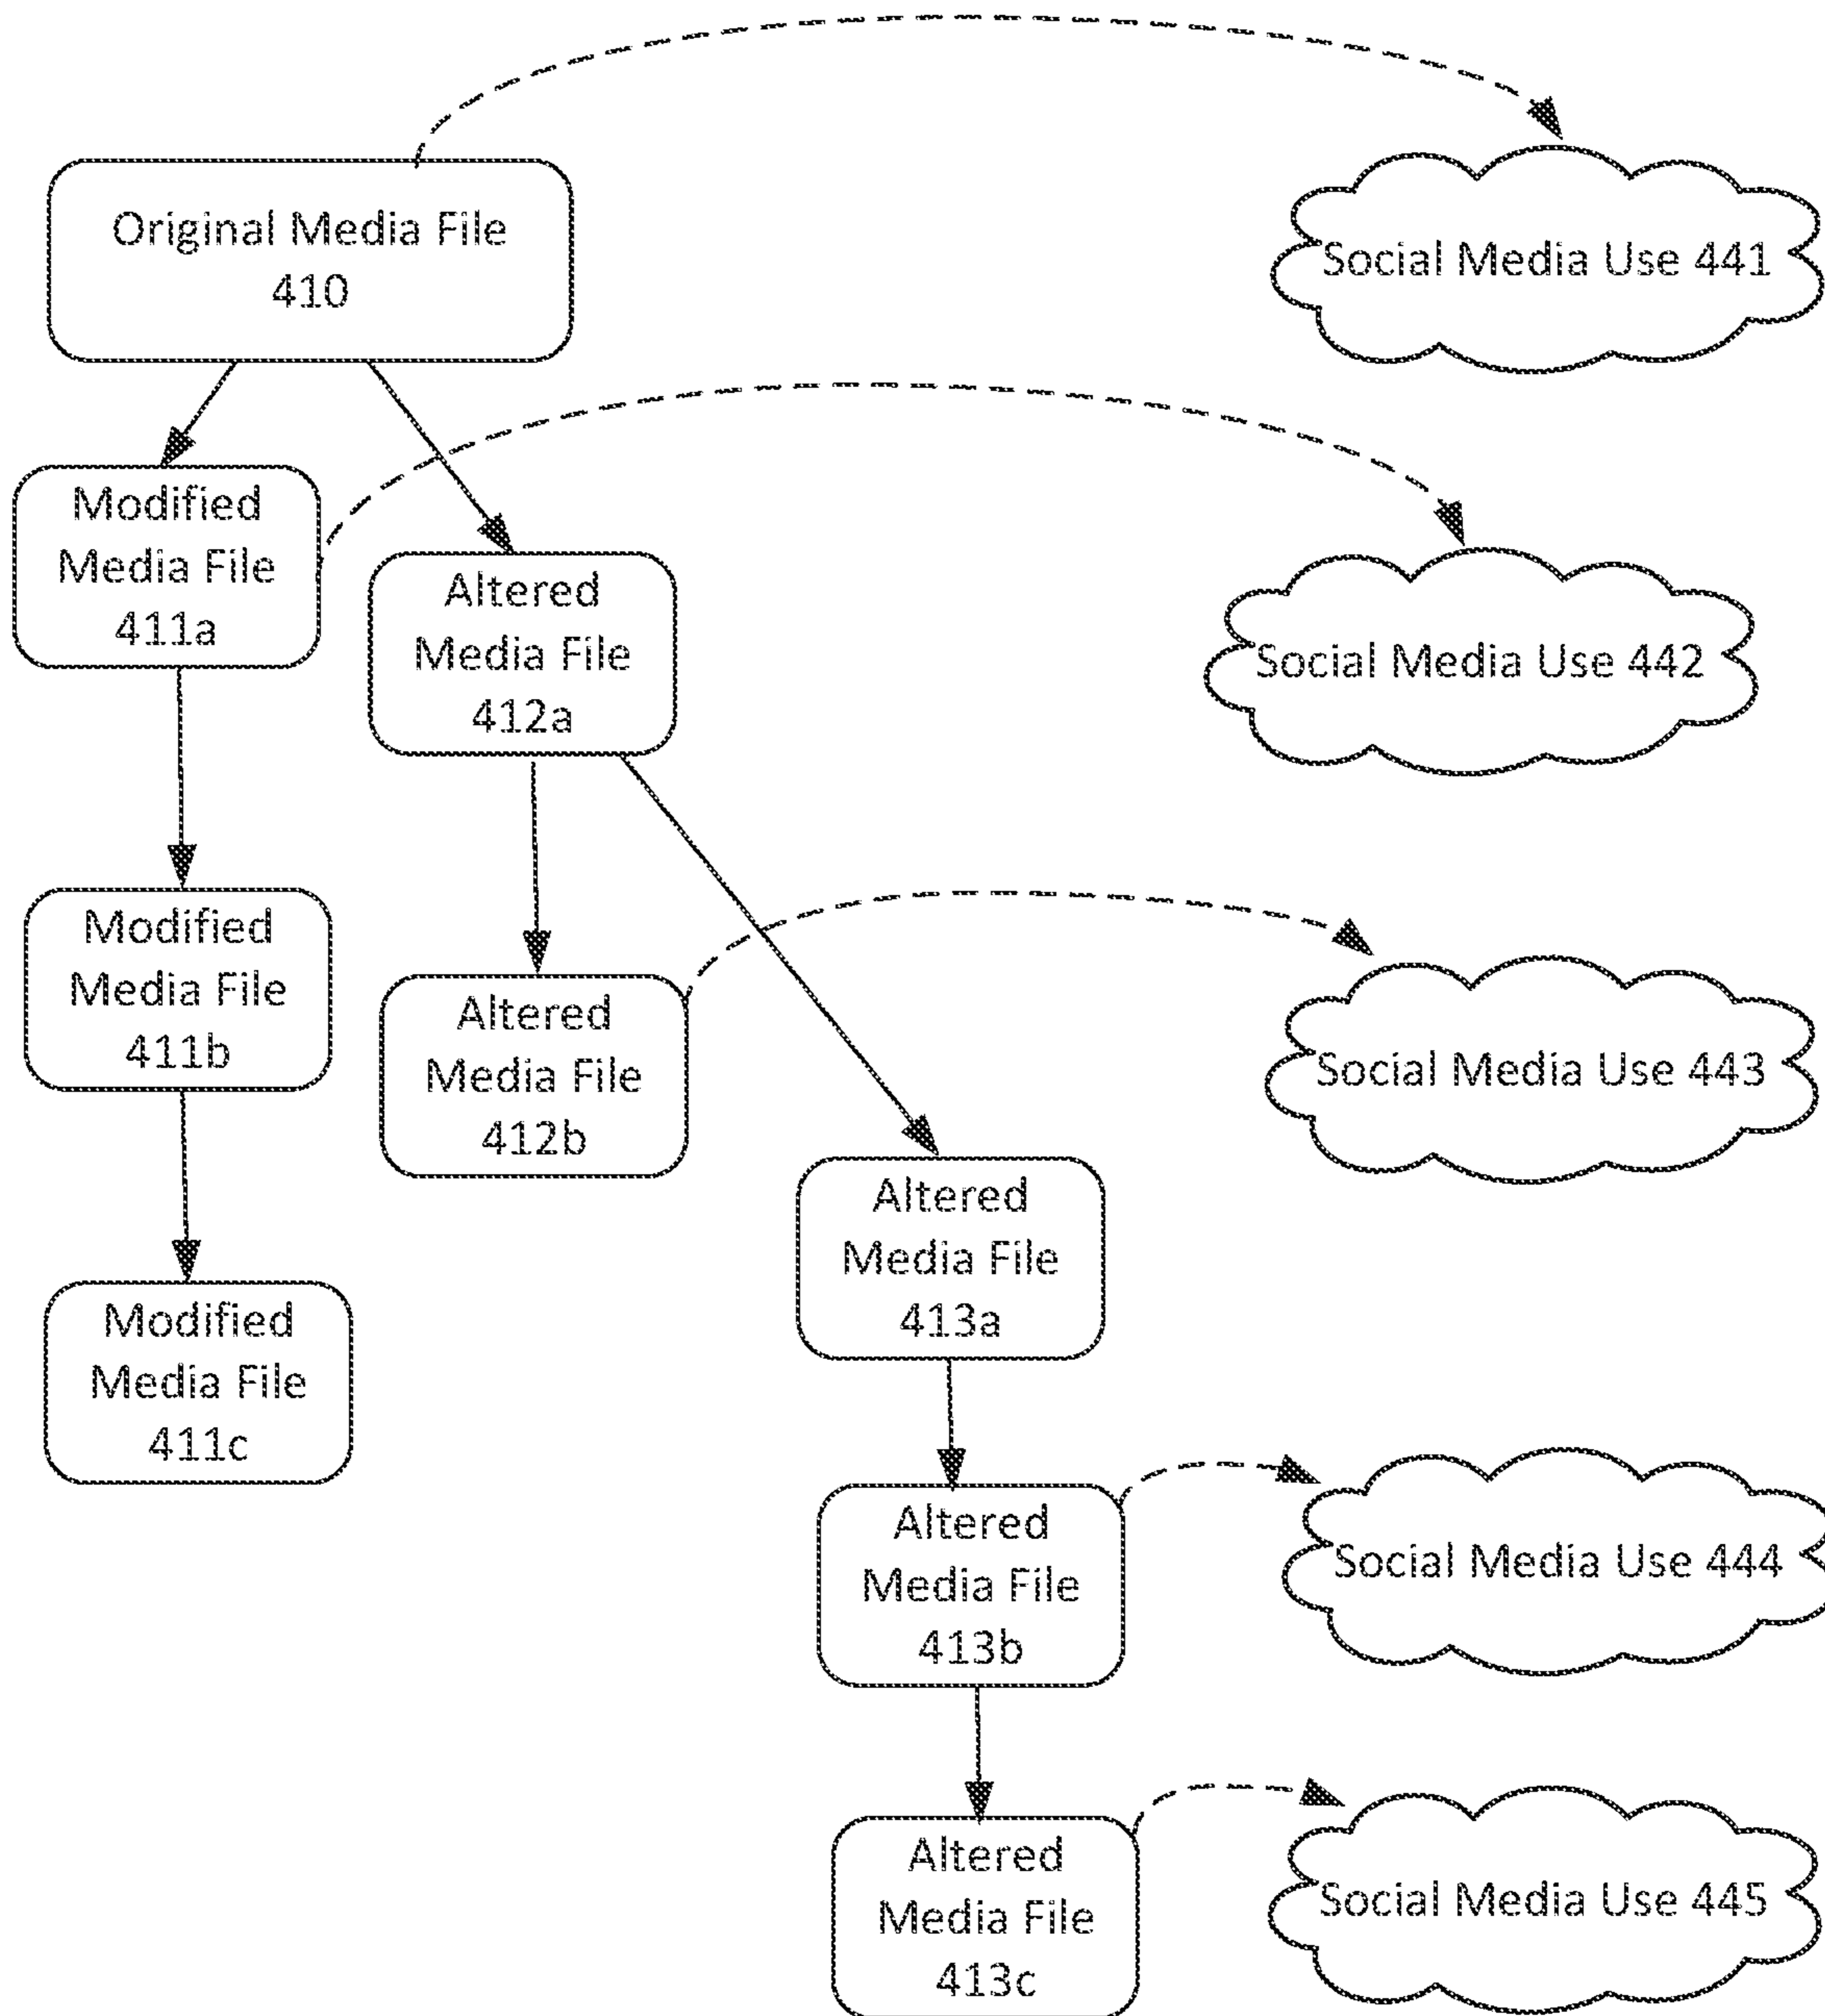 Original Media File
410
Social Media Use 441
Modified
Media File
411a
Altered
Media File
412a
Social Media Use 442
Modified
Media File
411b
Altered
Media File
412b
Social Media Use 443
Altered
Media File
413a
Modified
Media File
411c
Altered
Media File
413b
Social Media Use 444
Altered
Media File
413c
Social Media Use 445